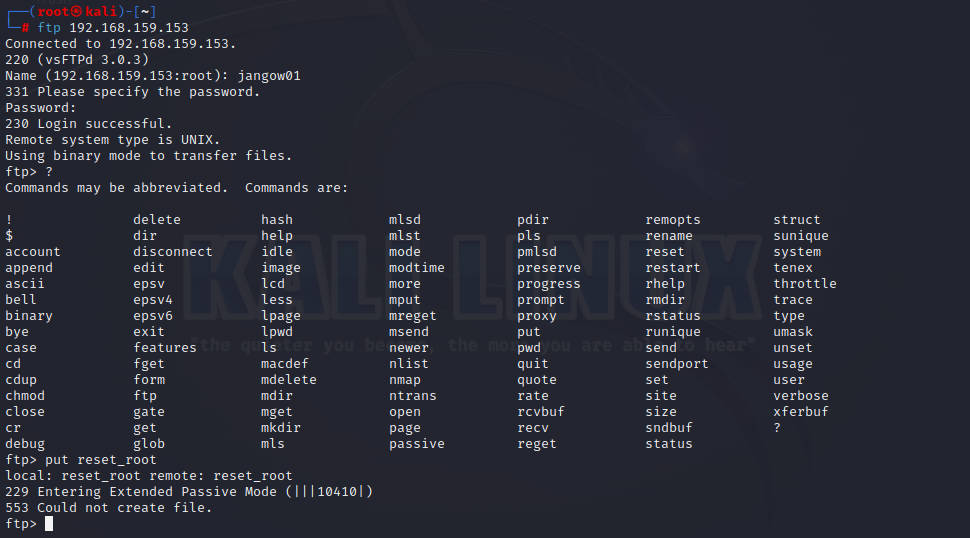 ┌──(root㉿kali)-[~]
└─# ftp 192.168.159.153
Connected to 192.168.159.153.
220 (vsFTPd 3.0.3)
Name (192.168.159.153:root): jangow01
331 Please specify the password.
Password:
230 Login successful.
Remote system type is UNIX.
Using binary mode to transfer files.
ftp> ?
Commands may be abbreviated.  Commands are:

!               delete          hash            mlsd            pdir            remopts         struct
$               dir             help            mlst            pls             rename          sunique
account         disconnect      idle            mode            pmlsd           reset           system
append          edit            image           modtime         preserve        restart         tenex
ascii           epsv            lcd             more            progress        rhelp           throttle
bell            epsv4           less            mput            prompt          rmdir           trace
binary          epsv6           lpage           mreget          proxy           rstatus         type
bye             exit            lpwd            msend           put             runique         umask
case            features        ls              newer           pwd             send            unset
cd              fget            macdef          nlist           quit            sendport        usage
cdup            form            mdelete         nmap            quote           set             user
chmod           ftp             mdir            ntrans          rate            site            verbose
close           gate            mget            open            rcvbuf          size            xferbuf
cr              get             mkdir           page            recv            sndbuf          ?
debug           glob            mls             passive         reget           status
ftp> put reset_root
local: reset_root remote: reset_root
229 Entering Extended Passive Mode (|||10410|)
553 Could not create file.
ftp>
KALI LINUX
"the quieter you become, the more you are able to hear"